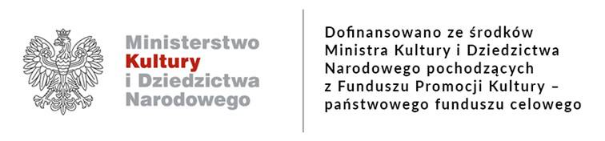 Ministerstwo
Kultury
i Dziedzictwa
Narodowego
Dofinansowano ze środków
Ministra Kultury i Dziedzictwa
Narodowego pochodzących
z Funduszu Promocji Kultury –
państwowego funduszu celowego